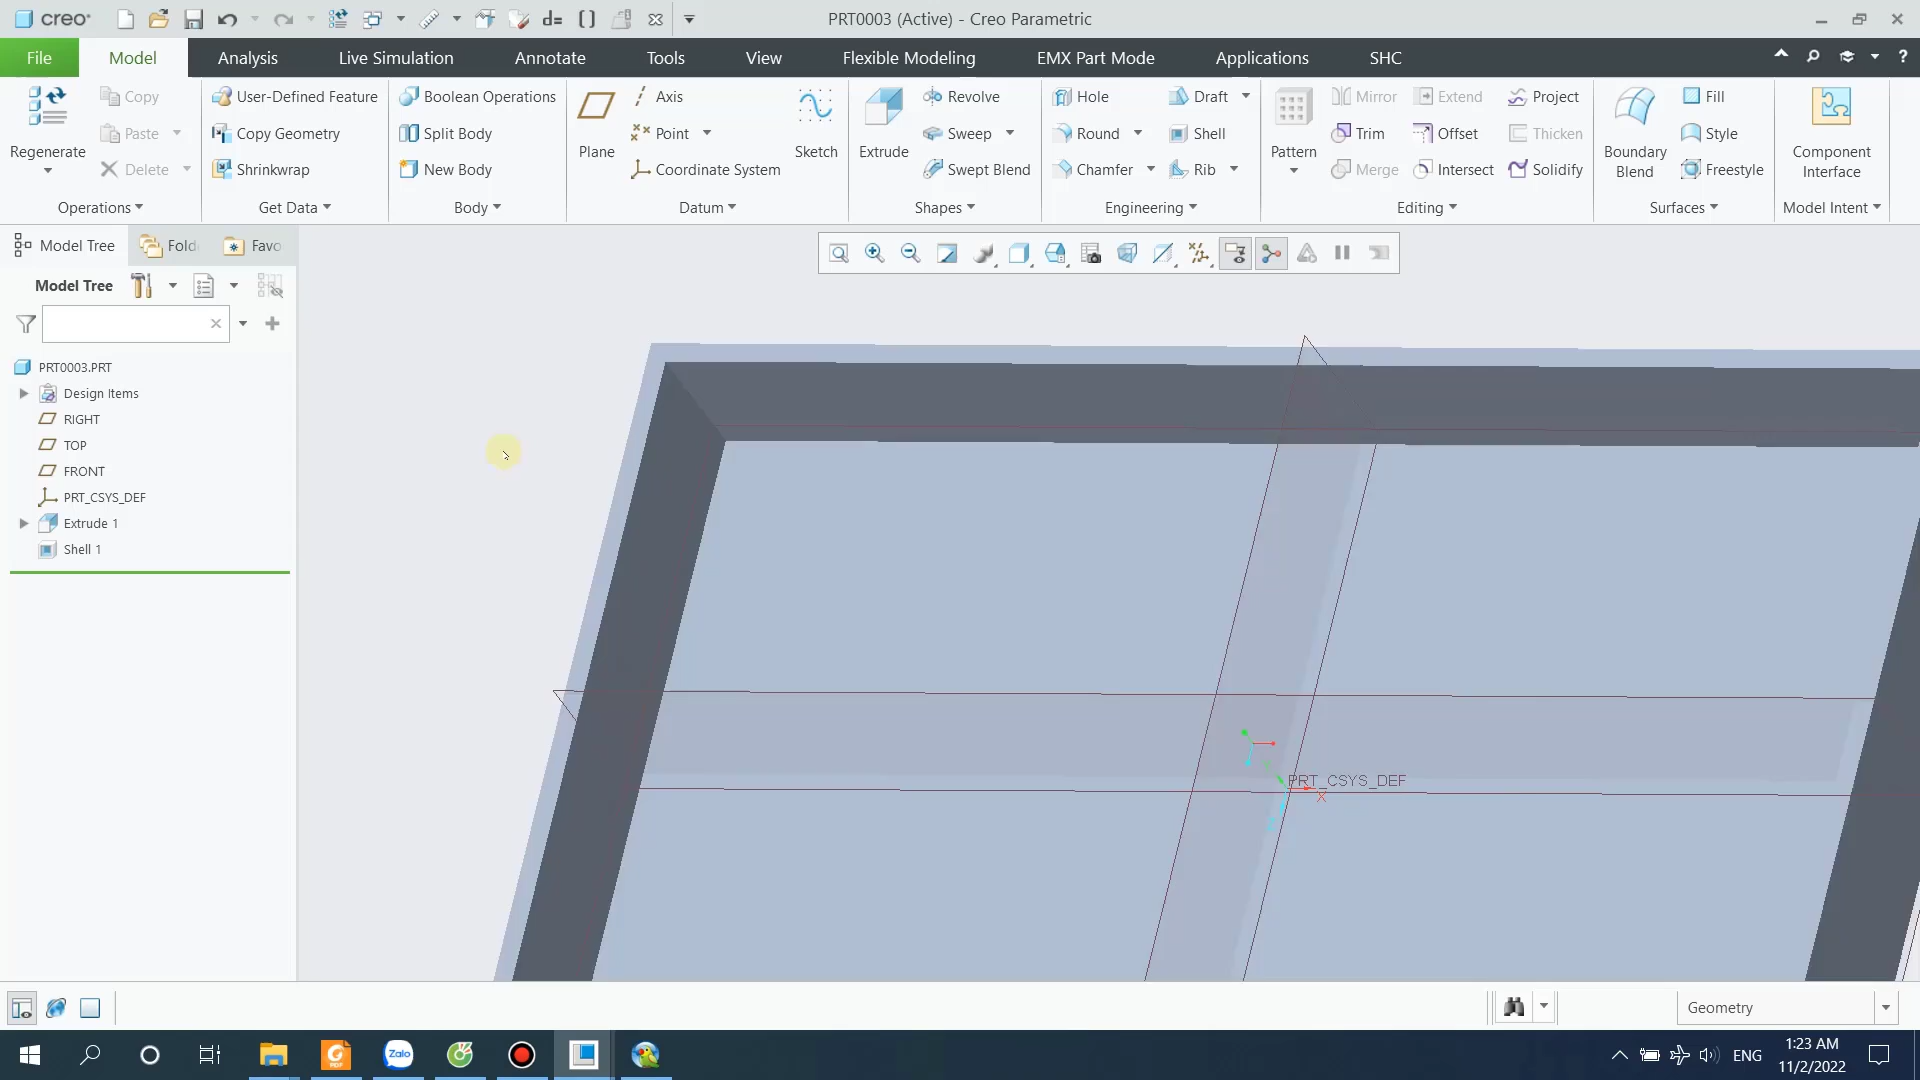 creo
PRT0003 (Active) - Creo Parametric
File Model Analysis Live Simulation Annotate Tools View Flexible Modeling EMX Part Mode Applications SHC
Regenerate
Copy
Paste
Delete
Operations
User-Defined Feature
Copy Geometry
Shrinkwrap
Get Data
Boolean Operations
Split Body
New Body
Body
Plane
Axis
Point
Coordinate System
Sketch
Datum
Extrude
Revolve
Sweep
Swept Blend
Shapes
Hole
Round
Chamfer
Draft
Shell
Rib
Engineering
Pattern
Mirror
Trim
Merge
Extend
Offset
Intersect
Project
Thicken
Solidify
Editing
Boundary
Blend
Fill
Style
Freestyle
Surfaces
Component
Interface
Model Intent
Model Tree Fold Favo
Model Tree
PRT0003.PRT
Design Items
RIGHT
TOP
FRONT
PRT_CSYS_DEF
Extrude 1
Shell 1
PRT_CSYS_DEF
X
Geometry
Zalo
PDF
ENG
1:23 AM
11/2/2022